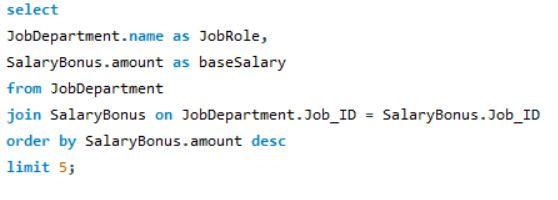 select
JobDepartment.name as JobRole,
SalaryBonus.amount as baseSalary
from JobDepartment
join SalaryBonus on JobDepartment.Job_ID = SalaryBonus.Job_ID
order by SalaryBonus.amount desc
limit 5;